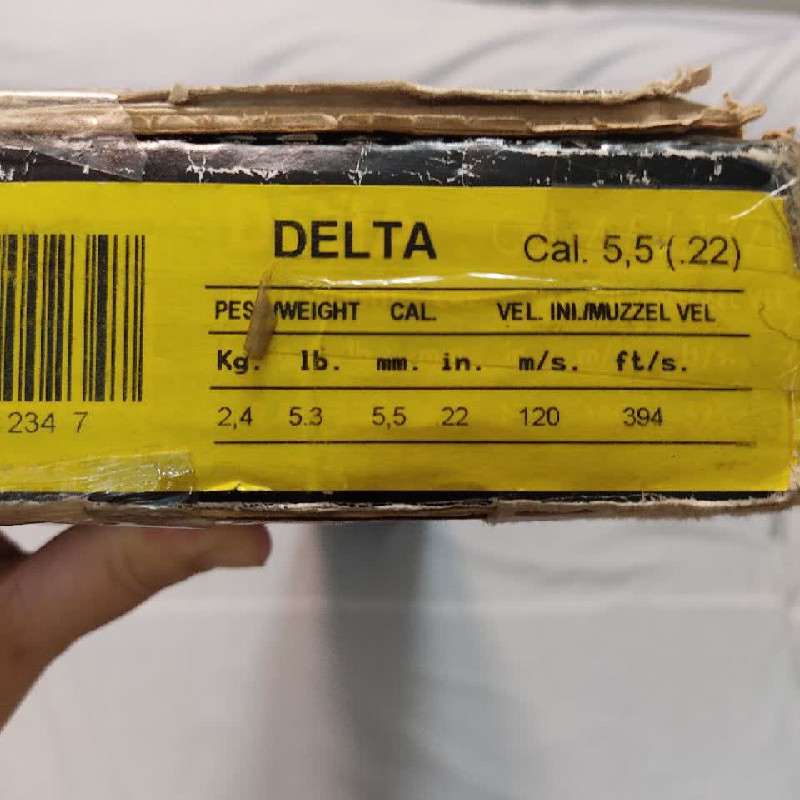 DELTA Cal. 5,5 (.22)
/WEIGHT CAL. VEL. INI./MUZZEL VEL
Kg. lb. mm. in. m/s. ft/s.
2,4 5.3 5,5 22 120 394
234 7